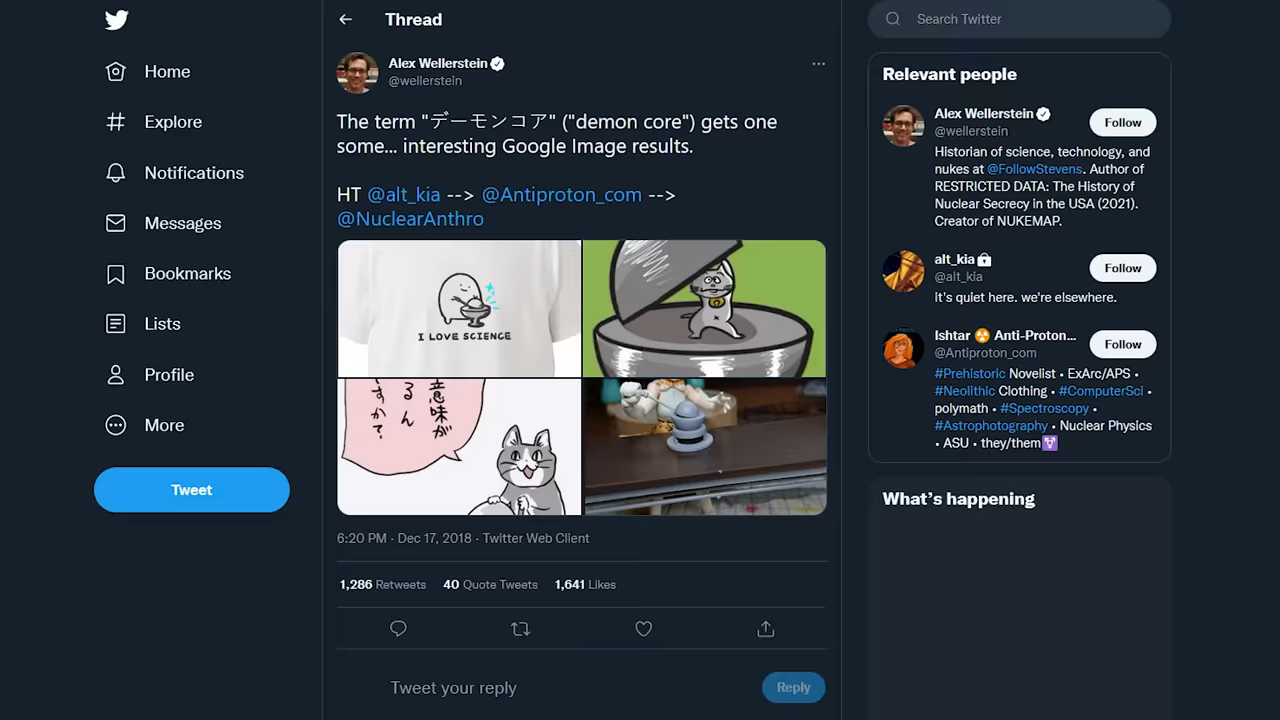 Home
Explore
Notifications
Messages
Bookmarks
Lists
Profile
More
Tweet
Thread
Alex Wellerstein
@wellerstein
The term "デーモンコア" ("demon core") gets one
some... interesting Google Image results.
HT @alt_kia --> @Antiproton_com -->
@NuclearAnthro
I LOVE SCIENCE
意味が
るん
すか?
6:20 PM · Dec 17, 2018 · Twitter Web Client
1,286 Retweets 40 Quote Tweets 1,641 Likes
Tweet your reply
Reply
Search Twitter
Relevant people
Alex Wellerstein
@wellerstein
Follow
Historian of science, technology, and
nukes at @FollowStevens. Author of
RESTRICTED DATA: The History of
Nuclear Secrecy in the USA (2021).
Creator of NUKEMAP.
alt_kia
@alt_kia
Follow
it's quiet here. we're elsewhere.
Ishtar ☢ Anti-Proton...
@Antiproton_com
Follow
#Prehistoric Novelist • ExArc/APS •
#Neolithic Clothing • #ComputerSci •
polymath • #Spectroscopy •
#Astrophotography • Nuclear Physics
• ASU • they/them
What's happening